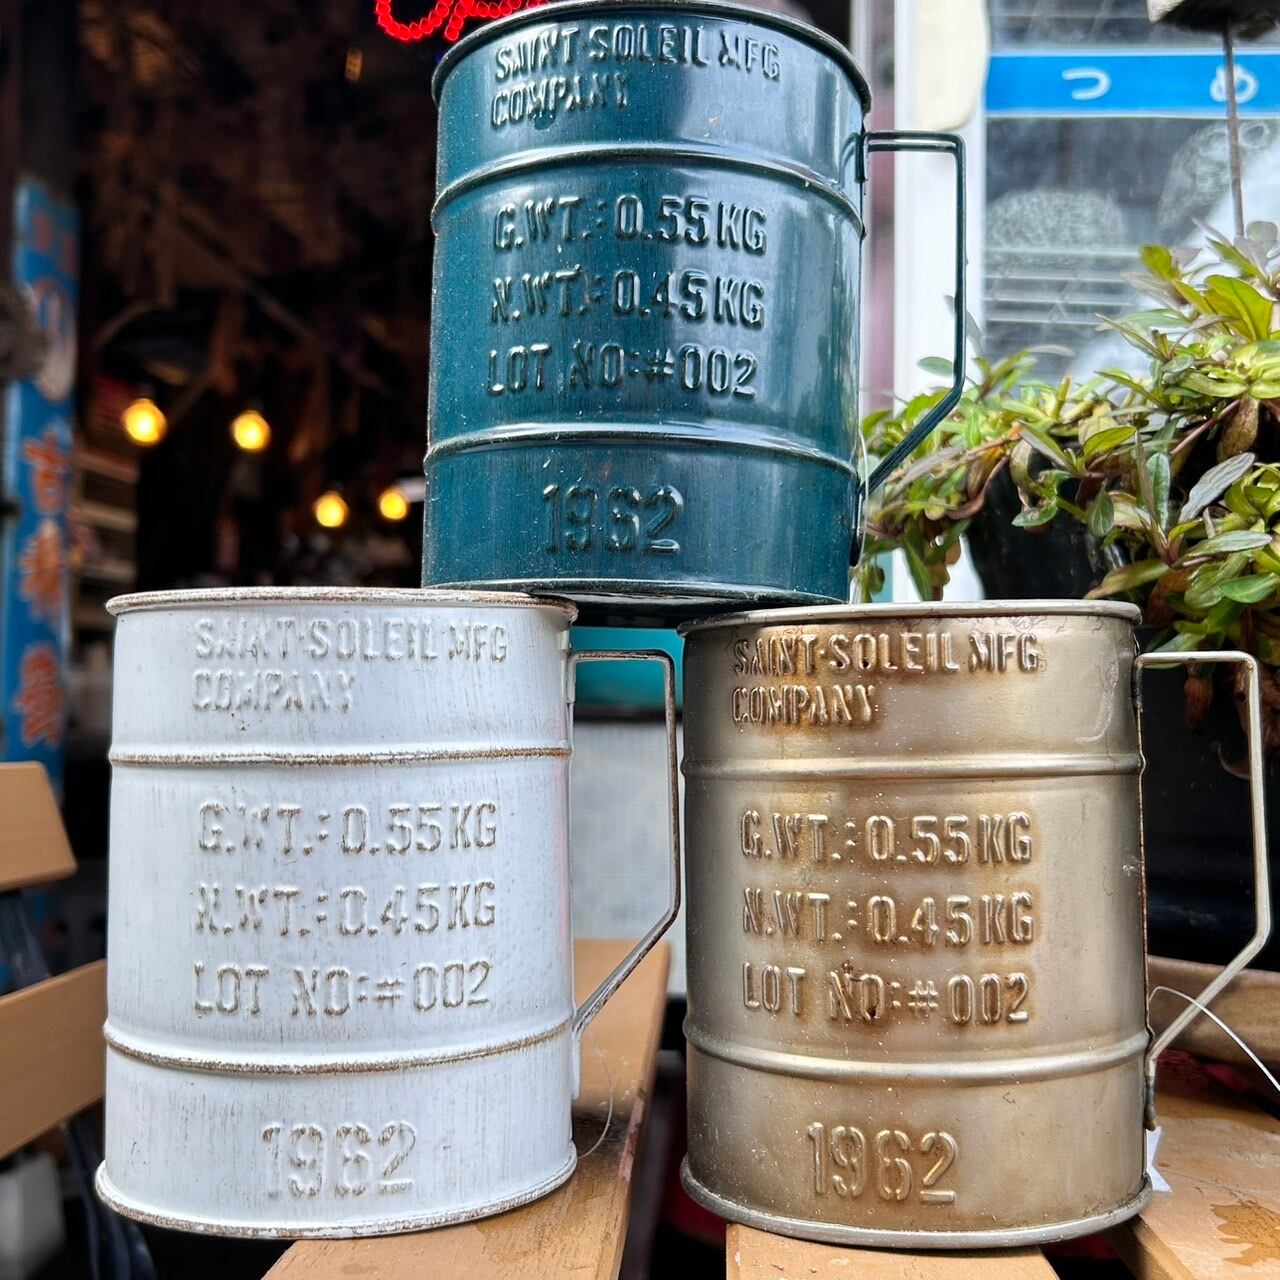 SAINT-SOLEIL MFG
COMPANY
G.WT.:0.55KG
N.WT.:0.45KG
LOT NO:#002
1962
つめ
SAINT-SOLEIL MFG
COMPANY
G.WT.:0.55KG
N.WT.:0.45KG
LOT NO:#002
1962
SAINT-SOLEIL MFG
COMPANY
G.WT.:0.55KG
N.WT.:0.45KG
LOT NO:#002
1962